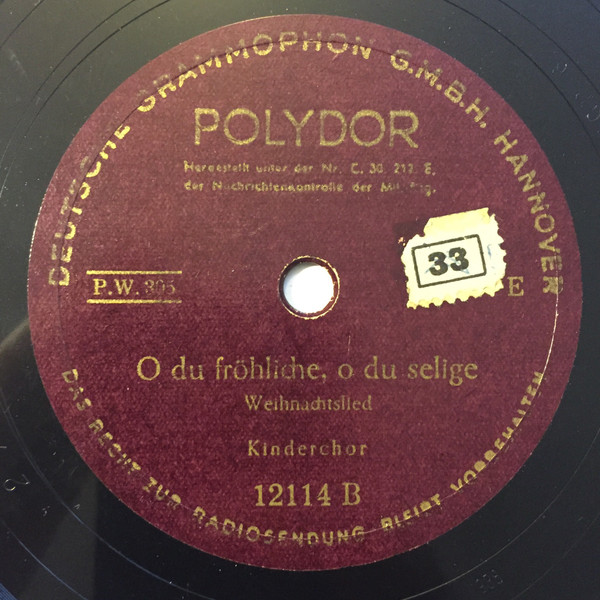 DEUTSCHE GRAMMOPHON G.M.B.H. HANNOVER
POLYDOR
Hergestellt unter der Nr. C. 30 212 E.
der Nachrichtenkontrolle der Mil. Reg.
P.W. 395
33
E
O du fröhliche, o du selige
Weihnachtslied
Kinderchor
12114 B
DAS RECHT ZUR RADIOSENDUNG BLEIBT VORBEHALTEN